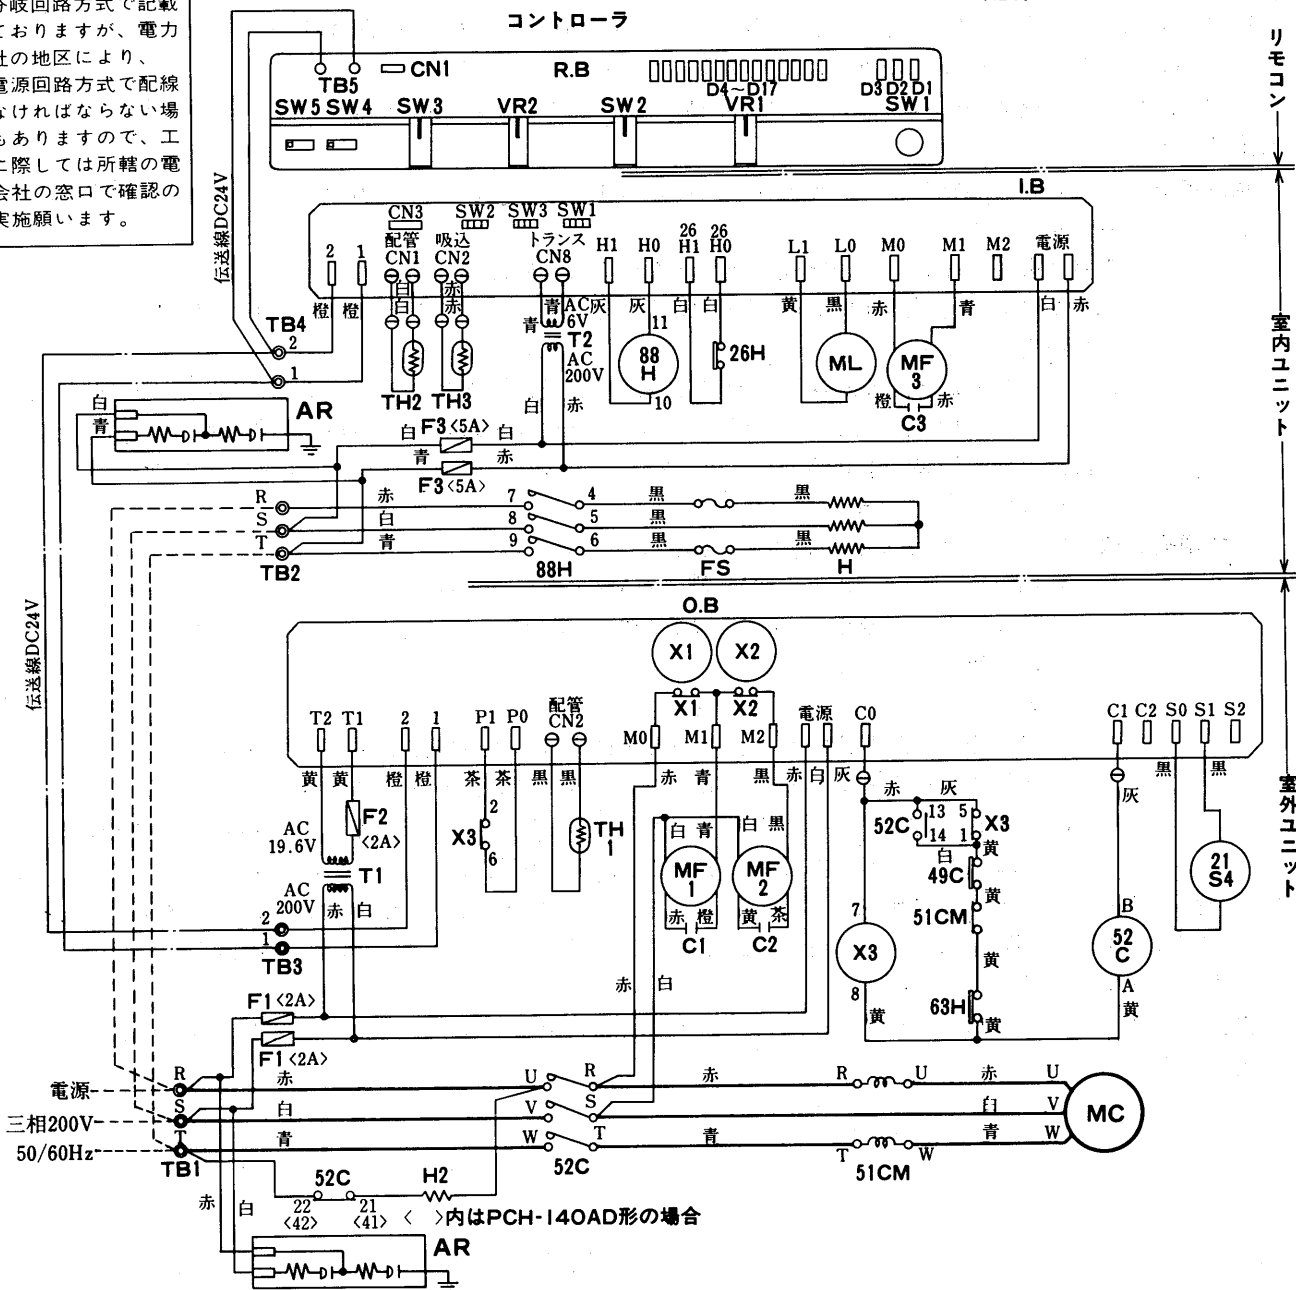 分岐回路方式で記載
ておりますが、電力
社の地区により、
電源回路方式で配線
なければならない場
もありますので、工
に際しては所轄の電
会社の窓口で確認の
実施願います。
コントローラ
リモコン
TB5
CN1
R.B
D4~D17
D3 D2 D1
SW5 SW4 SW3 VR2 SW2 VR1 SW1
伝送線DC24V
I.B
室内ユニット
CN3 SW2 SW3 SW1
2 1
配管 CN1
吸込 CN2
トランス CN8
H1 H0
26 H1
26 H0
L1 L0 M0 M1 M2 電源
橙 橙 白 白 赤 赤 青 青 AC 6V 灰 灰 白 白 黄 黒 赤 青 白 赤
TB4
2
1
TH2 TH3
T2
AC 200V
白 赤
11
88 H
10
26H
ML
MF 3
橙 赤
C3
白
青
AR
白 F3<5A> 白
青 赤
F3<5A>
R 赤 7 4 黒 黒
S 白 8 5 黒
T 青 9 6 黒 黒
TB2
88H
FS
H
伝送線DC24V
O.B
室外ユニット
X1 X2
X1 X2
T2 T1 2 1 P1 P0
配管 CN2
M0 M1 M2
電源
C0
C1 C2 S0 S1 S2
黄 黄 橙 橙 茶 茶 黒 黒 赤 青 黒 赤 白 灰
黒 黒
灰
F2 <2A>
AC 19.6V
T1
AC 200V
赤 白
2
X3
6
TH 1
白 青 白 黒
MF 1
MF 2
赤 橙 黄 茶
C1 C2
赤 灰
52C
13
14
5
1
X3
白
黄
49C
黄
51CM
黄
63H
黄
7
X3
8
黄
B
52 C
A
黄
21 S4
2
1
TB3
赤 白
F1<2A>
F1<2A>
電源
三相200V
50/60Hz
R 赤 U R 赤 R U 赤 U
S 白 V S 白 V
T 青 W T 青 T W 青 W
TB1
52C
51CM
MC
52C
H2
22 <42>
21 <41>
< >内はPCH-140AD形の場合
赤 白
AR